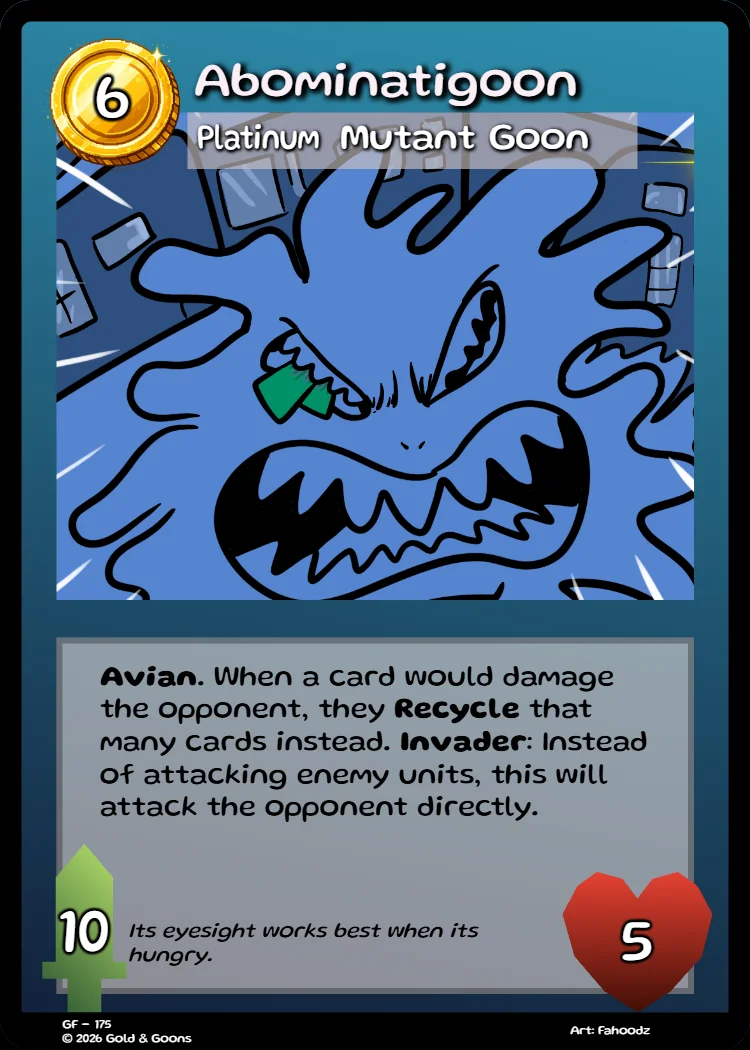 6
Abominatigoon
Platinum Mutant Goon
Avian. When a card would damage
the opponent, they Recycle that
many cards instead. Invader: Instead
of attacking enemy units, this will
attack the opponent directly.
10
Its eyesight works best when its
hungry.
5
GF - 175
© 2026 Gold & Goons
Art: Fahoodz